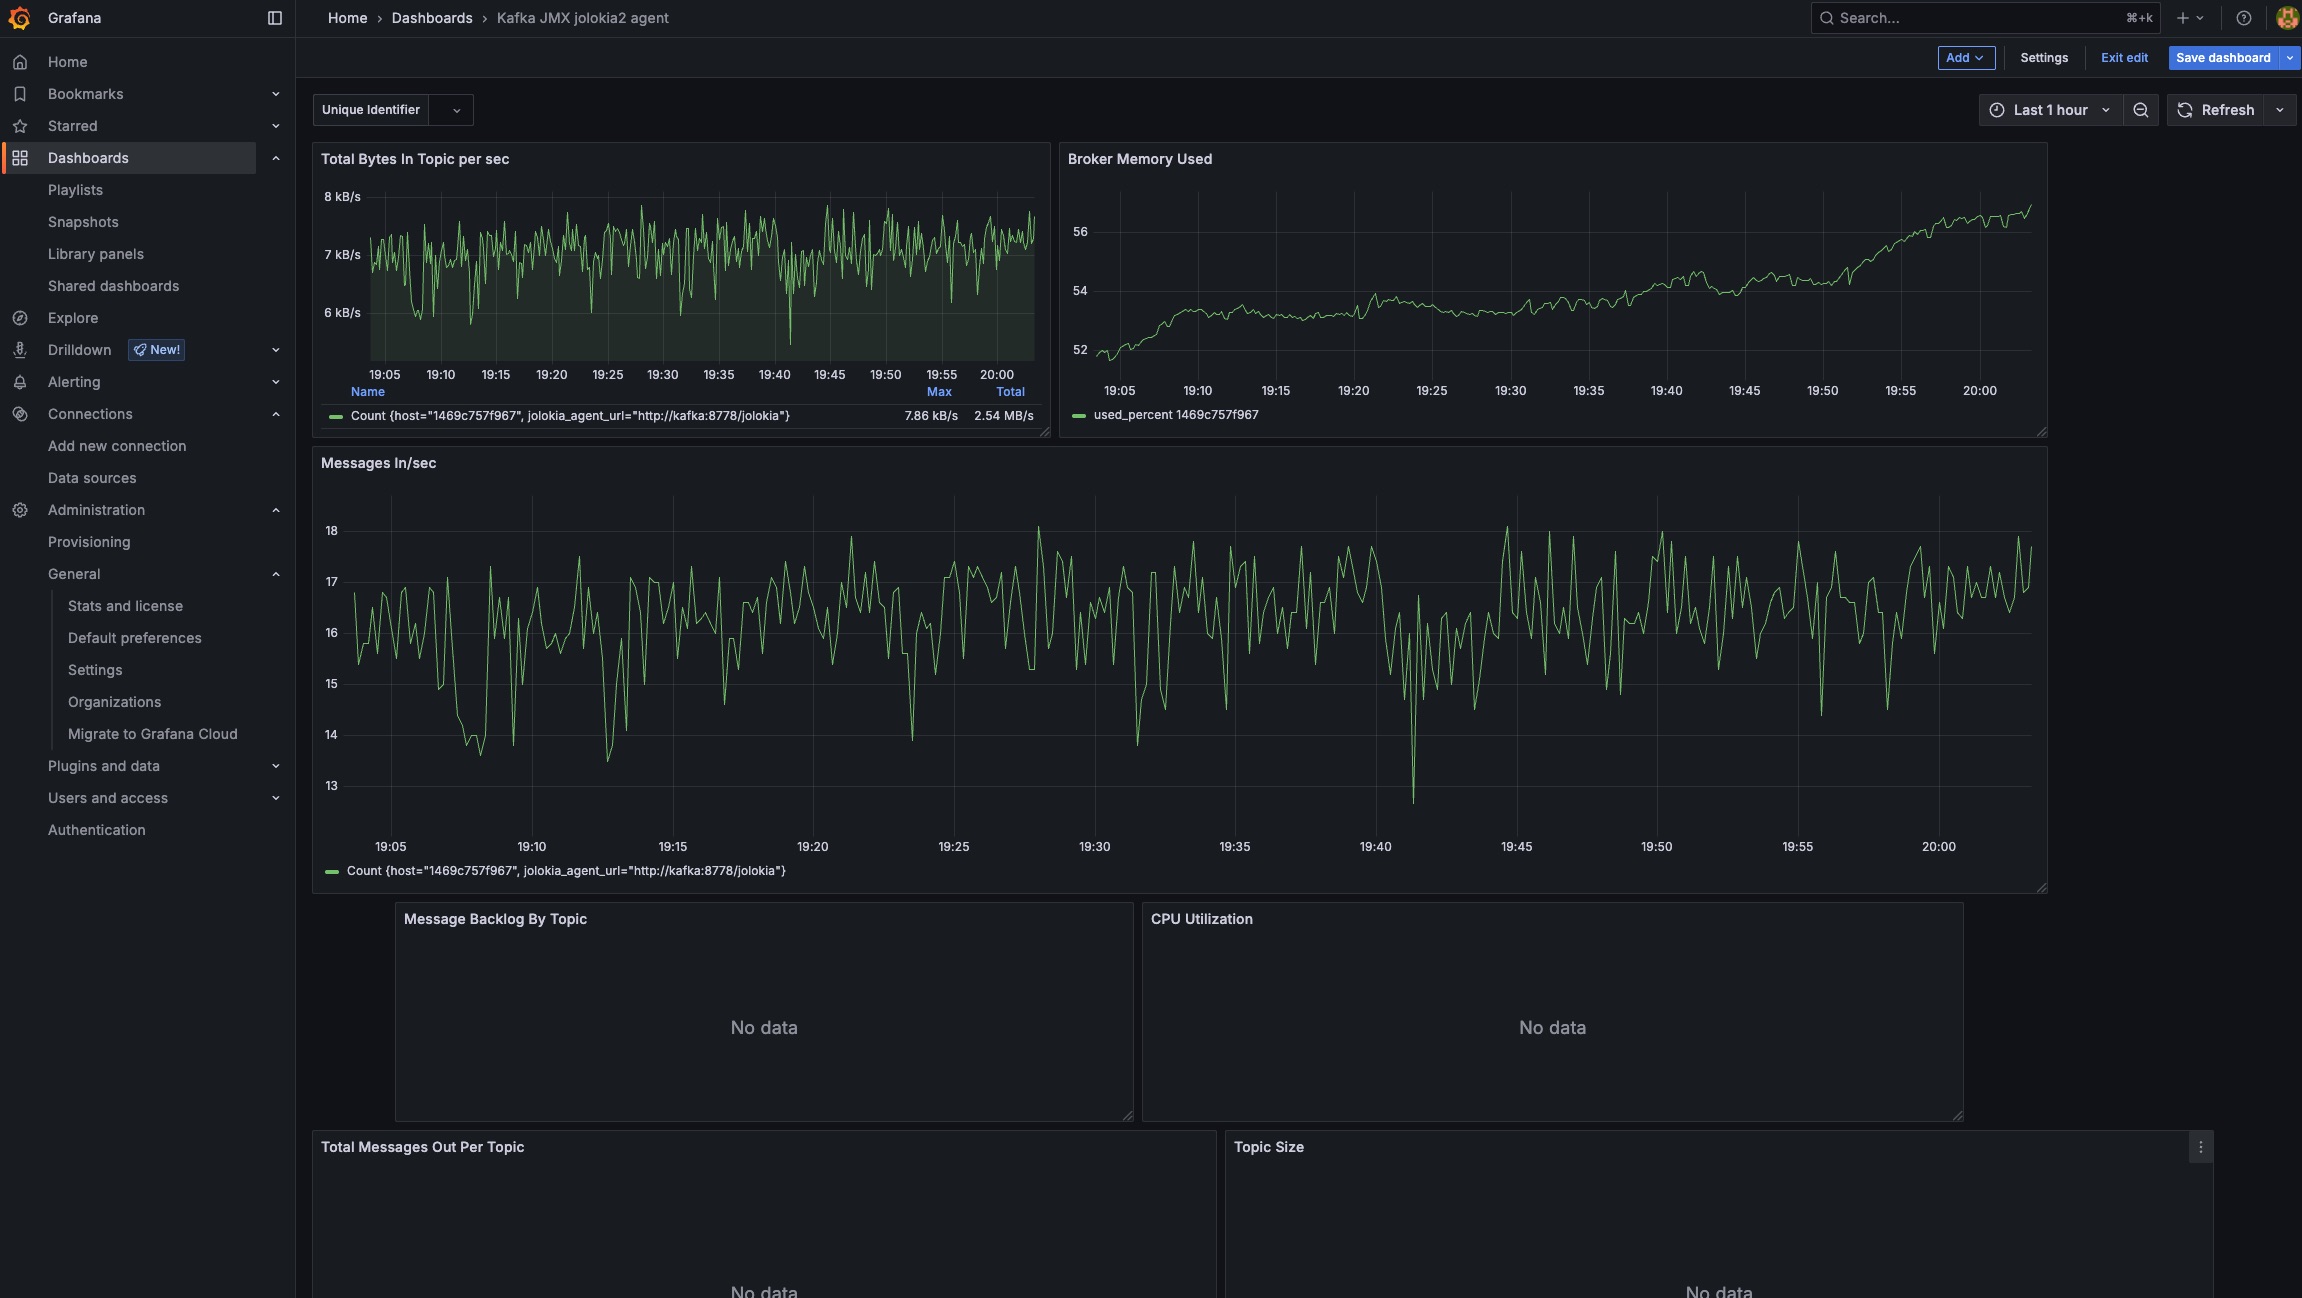 Grafana
Home › Dashboards › Kafka JMX jolokia2 agent
Search... ⌘+k
Add
Settings
Exit edit
Save dashboard
Home
Bookmarks
Starred
Dashboards
Playlists
Snapshots
Library panels
Shared dashboards
Explore
Drilldown New!
Alerting
Connections
Add new connection
Data sources
Administration
Provisioning
General
Stats and license
Default preferences
Settings
Organizations
Migrate to Grafana Cloud
Plugins and data
Users and access
Authentication
Unique Identifier
Last 1 hour
Refresh
Total Bytes In Topic per sec
8 kB/s
7 kB/s
6 kB/s
19:05 19:10 19:15 19:20 19:25 19:30 19:35 19:40 19:45 19:50 19:55 20:00
Name Max Total
Count {host="1469c757f967", jolokia_agent_url="http://kafka:8778/jolokia"} 7.86 kB/s 2.54 MB/s
Broker Memory Used
56
54
52
19:05 19:10 19:15 19:20 19:25 19:30 19:35 19:40 19:45 19:50 19:55 20:00
used_percent 1469c757f967
Messages In/sec
18
17
16
15
14
13
19:05 19:10 19:15 19:20 19:25 19:30 19:35 19:40 19:45 19:50 19:55 20:00
Count {host="1469c757f967", jolokia_agent_url="http://kafka:8778/jolokia"}
Message Backlog By Topic
No data
CPU Utilization
No data
Total Messages Out Per Topic
No data
Topic Size
No data